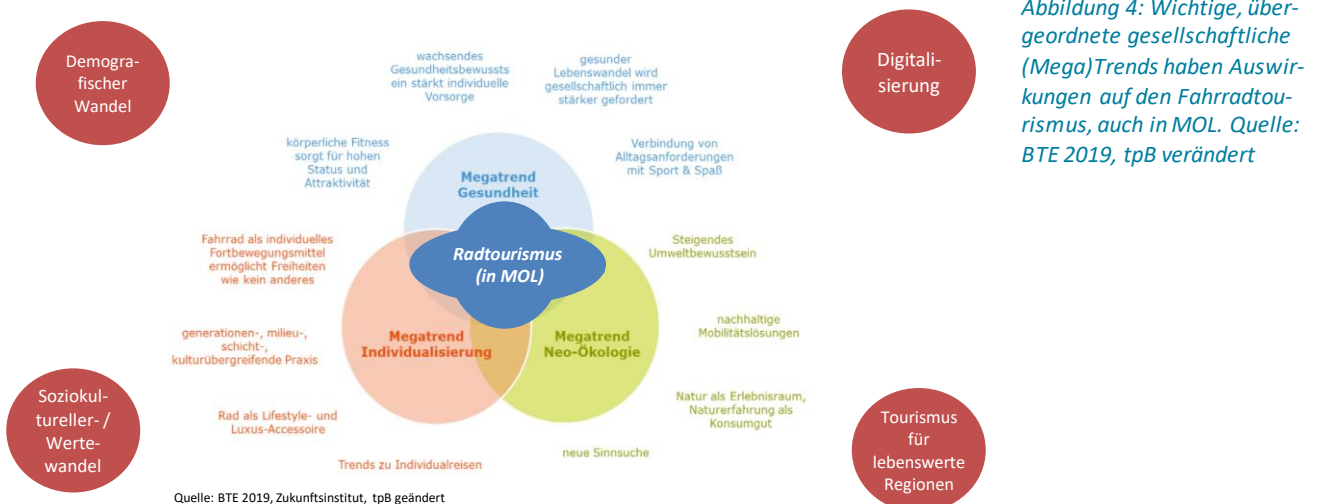 Demogra-
fischer
Wandel
wachsendes
Gesundheitsbewussts
ein stärkt individuelle
Vorsorge
gesunder
Lebenswandel wird
gesellschaftlich immer
stärker gefordert
Digitali-
sierung
Abbildung 4: Wichtige, über-
geordnete gesellschaftliche
(Mega)Trends haben Auswir-
kungen auf den Fahrradtou-
rismus, auch in MOL. Quelle:
BTE 2019, tpB verändert
körperliche Fitness
sorgt für hohen
Status und
Attraktivität
Megatrend
Gesundheit
Verbindung von
Alltagsanforderungen
mit Sport & Spaß
Fahrrad als individuelles
Fortbewegungsmittel
ermöglicht Freiheiten
wie kein anderes
Radtourismus
(in MOL)
Steigendes
Umweltbewusstsein
generationen-, milieu-,
schicht-,
kulturübergreifende Praxis
Megatrend
Individualisierung
Megatrend
Neo-Ökologie
nachhaltige
Mobilitätslösungen
Soziokul-
tureller- /
Werte-
wandel
Rad als Lifestyle- und
Luxus-Accessoire
Trends zu Individualreisen
neue Sinnsuche
Natur als Erlebnisraum,
Naturerfahrung als
Konsumgut
Tourismus
für
lebenswerte
Regionen
Quelle: BTE 2019, Zukunftsinstitut, tpB geändert